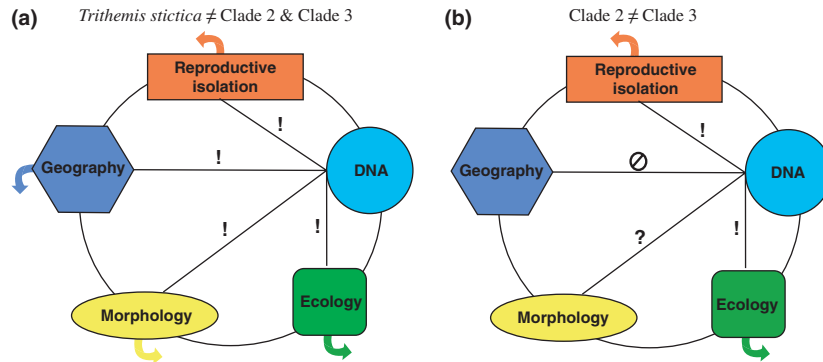 (a) Trithemis stictica ≠ Clade 2 & Clade 3
Reproductive
isolation
!
Geography
!
DNA
!
!
Morphology
Ecology
(b) Clade 2 ≠ Clade 3
Reproductive
isolation
!
Geography
∅
DNA
?
!
Morphology
Ecology